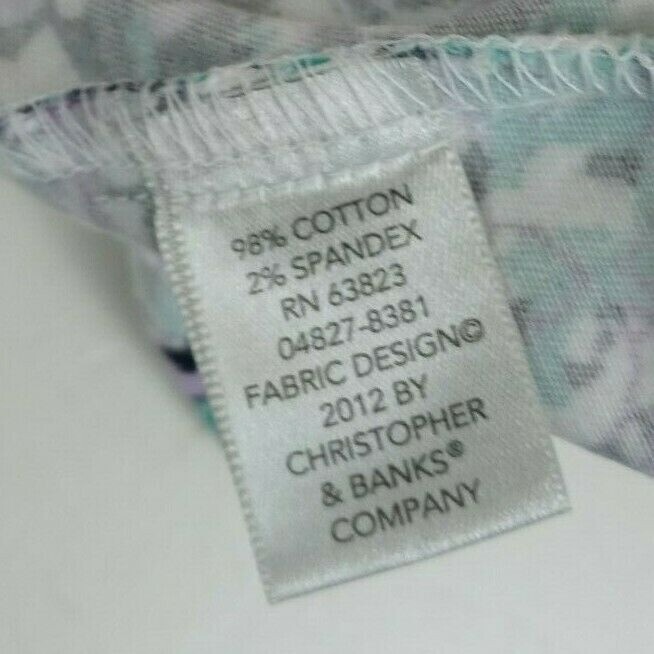 98% COTTON
2% SPANDEX
RN 63823
04827-8381
FABRIC DESIGN©
2012 BY
CHRISTOPHER
& BANKS®
COMPANY